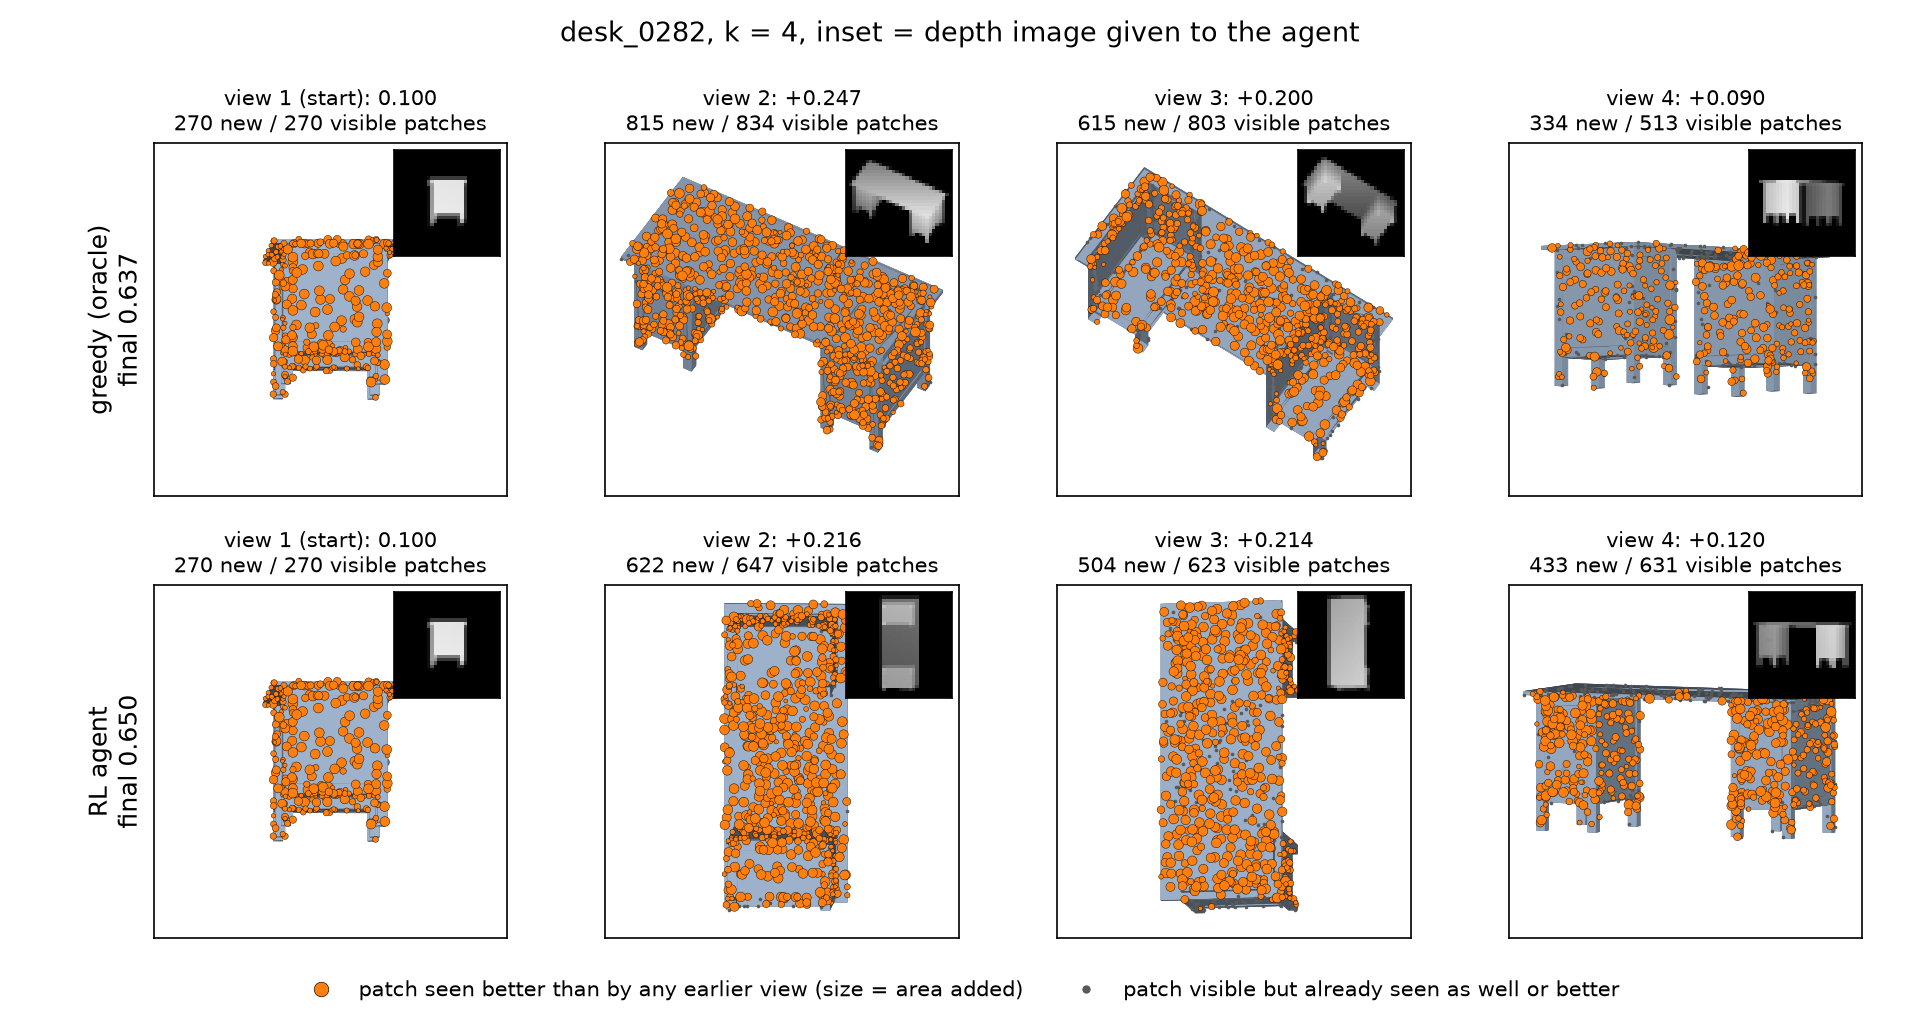 desk_0282, k = 4, inset = depth image given to the agent
view 1 (start): 0.100
270 new / 270 visible patches
view 2: +0.247
815 new / 834 visible patches
view 3: +0.200
615 new / 803 visible patches
view 4: +0.090
334 new / 513 visible patches
greedy (oracle)
final 0.637
view 1 (start): 0.100
270 new / 270 visible patches
view 2: +0.216
622 new / 647 visible patches
view 3: +0.214
504 new / 623 visible patches
view 4: +0.120
433 new / 631 visible patches
RL agent
final 0.650
patch seen better than by any earlier view (size = area added)
patch visible but already seen as well or better